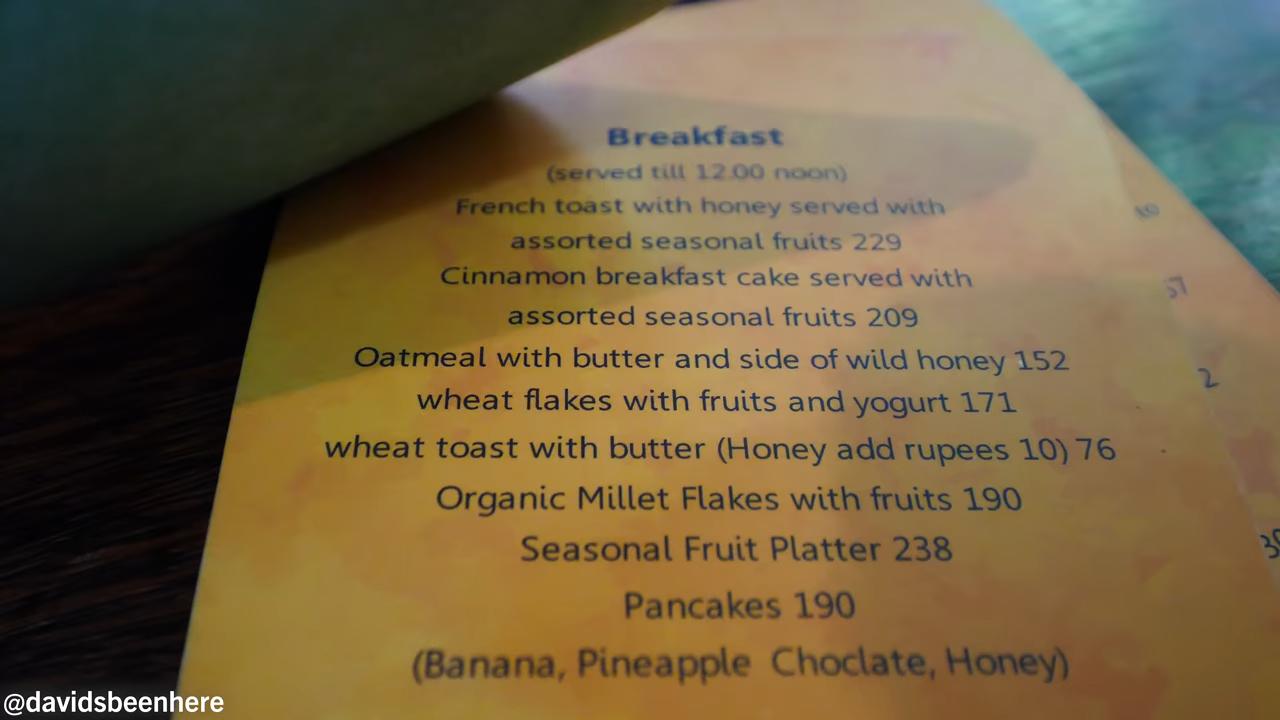 Breakfast
(served till 12.00 noon)
French toast with honey served with
assorted seasonal fruits 229
Cinnamon breakfast cake served with
assorted seasonal fruits 209
Oatmeal with butter and side of wild honey 152
wheat flakes with fruits and yogurt 171
wheat toast with butter (Honey add rupees 10) 76
Organic Millet Flakes with fruits 190
Seasonal Fruit Platter 238
Pancakes 190
(Banana, Pineapple Choclate, Honey)
@davidsbeenhere